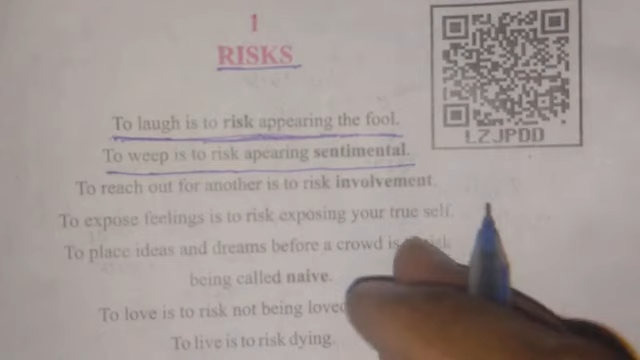 1
RISKS
LZJPDD
To laugh is to risk appearing the fool.
To weep is to risk apearing sentimental.
To reach out for another is to risk involvement.
To expose feelings is to risk exposing your true self.
To place ideas and dreams before a crowd is risk
being called naive.
To love is to risk not being loved
To live is to risk dying